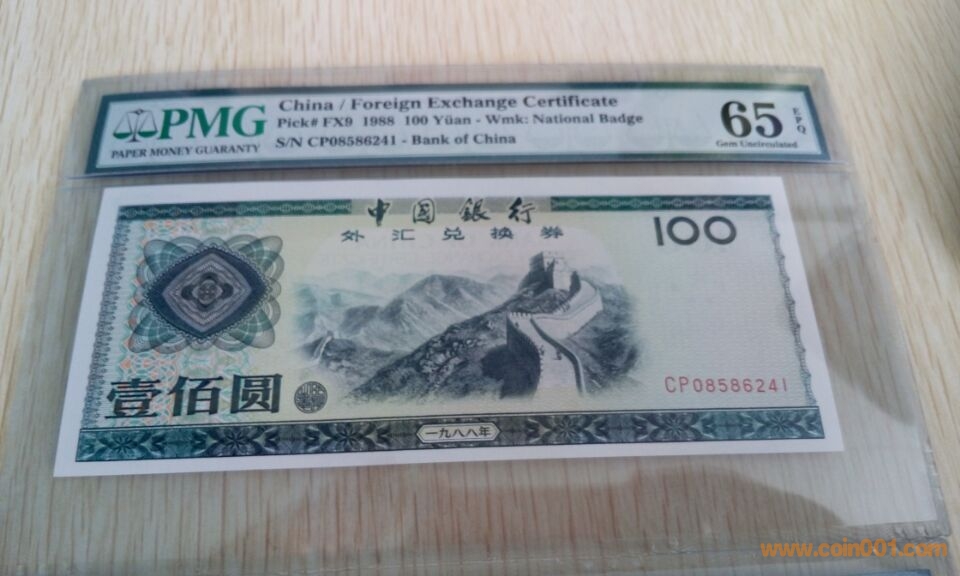 PMG
PAPER MONEY GUARANTY
China / Foreign Exchange Certificate
Pick# FX9 1988 100 Yüan - Wmk: National Badge
S/N CP08586241 - Bank of China
65 EPQ
Gem Uncirculated
中国銀行
外汇兑换券
100
CP08586241
壹佰圆
一九八八年
www.coin001.com